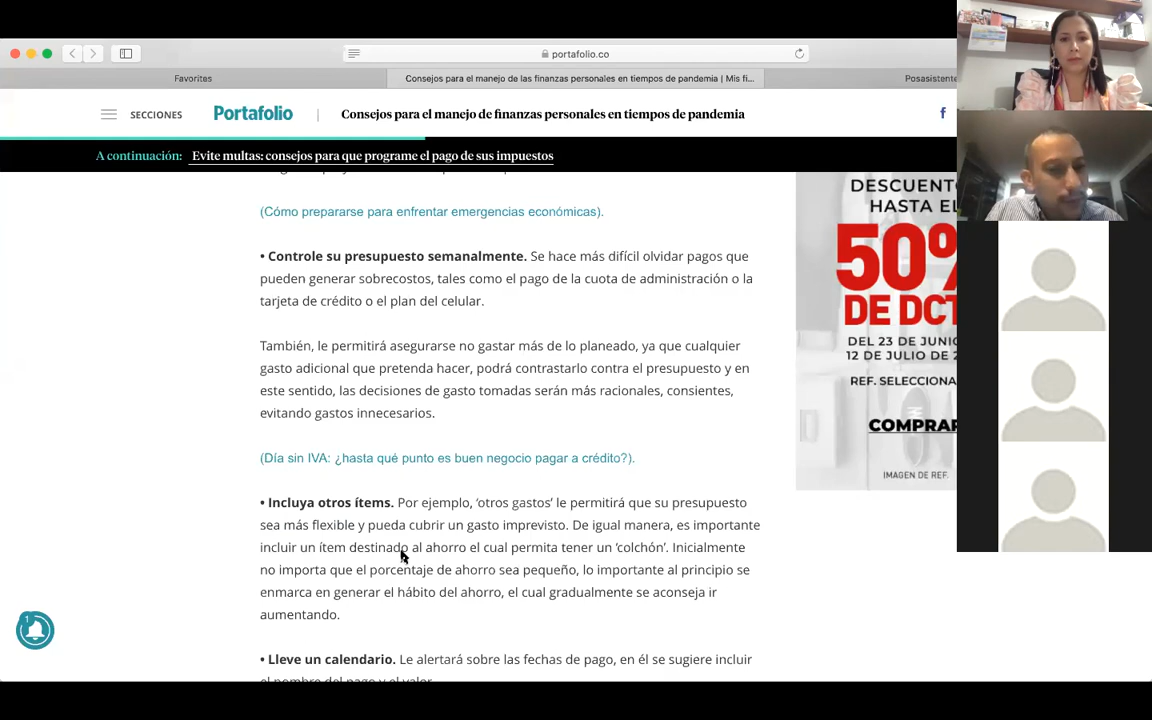 portafolio.co
Favoritas
Consejos para el manejo de las finanzas personales en tiempos de pandemia | Mis fi...
Posasistente
SECCIONES
Portafolio
Consejos para el manejo de finanzas personales en tiempos de pandemia
f
A continuación: Evite multas: consejos para que programe el pago de sus impuestos
(Cómo prepararse para enfrentar emergencias económicas).
• Controle su presupuesto semanalmente. Se hace más difícil olvidar pagos que
pueden generar sobrecostos, tales como el pago de la cuota de administración o la
tarjeta de crédito o el plan del celular.
También, le permitirá asegurarse no gastar más de lo planeado, ya que cualquier
gasto adicional que pretenda hacer, podrá contrastarlo contra el presupuesto y en
este sentido, las decisiones de gasto tomadas serán más racionales, consientes,
evitando gastos innecesarios.
(Día sin IVA: ¿hasta qué punto es buen negocio pagar a crédito?).
• Incluya otros ítems. Por ejemplo, ‘otros gastos’ le permitirá que su presupuesto
sea más flexible y pueda cubrir un gasto imprevisto. De igual manera, es importante
incluir un ítem destinado al ahorro el cual permita tener un ‘colchón’. Inicialmente
no importa que el porcentaje de ahorro sea pequeño, lo importante al principio se
enmarca en generar el hábito del ahorro, el cual gradualmente se aconseja ir
aumentando.
• Lleve un calendario. Le alertará sobre las fechas de pago, en él se sugiere incluir
el nombre del pago y el valor.
DESCUENT
HASTA EL
50%
DE DCT
DEL 23 DE JUNI
12 DE JULIO DE 2
REF. SELECCIONA
COMPRAR
IMAGEN DE REF.
1